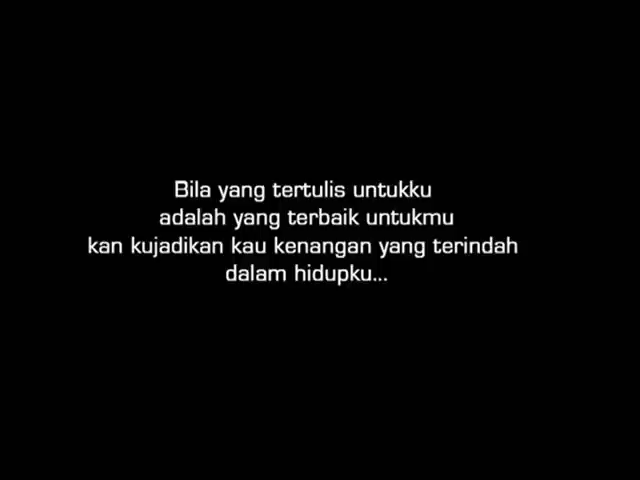 Bila yang tertulis untukku
adalah yang terbaik untukmu
kan kujadikan kau kenangan yang terindah
dalam hidupku...